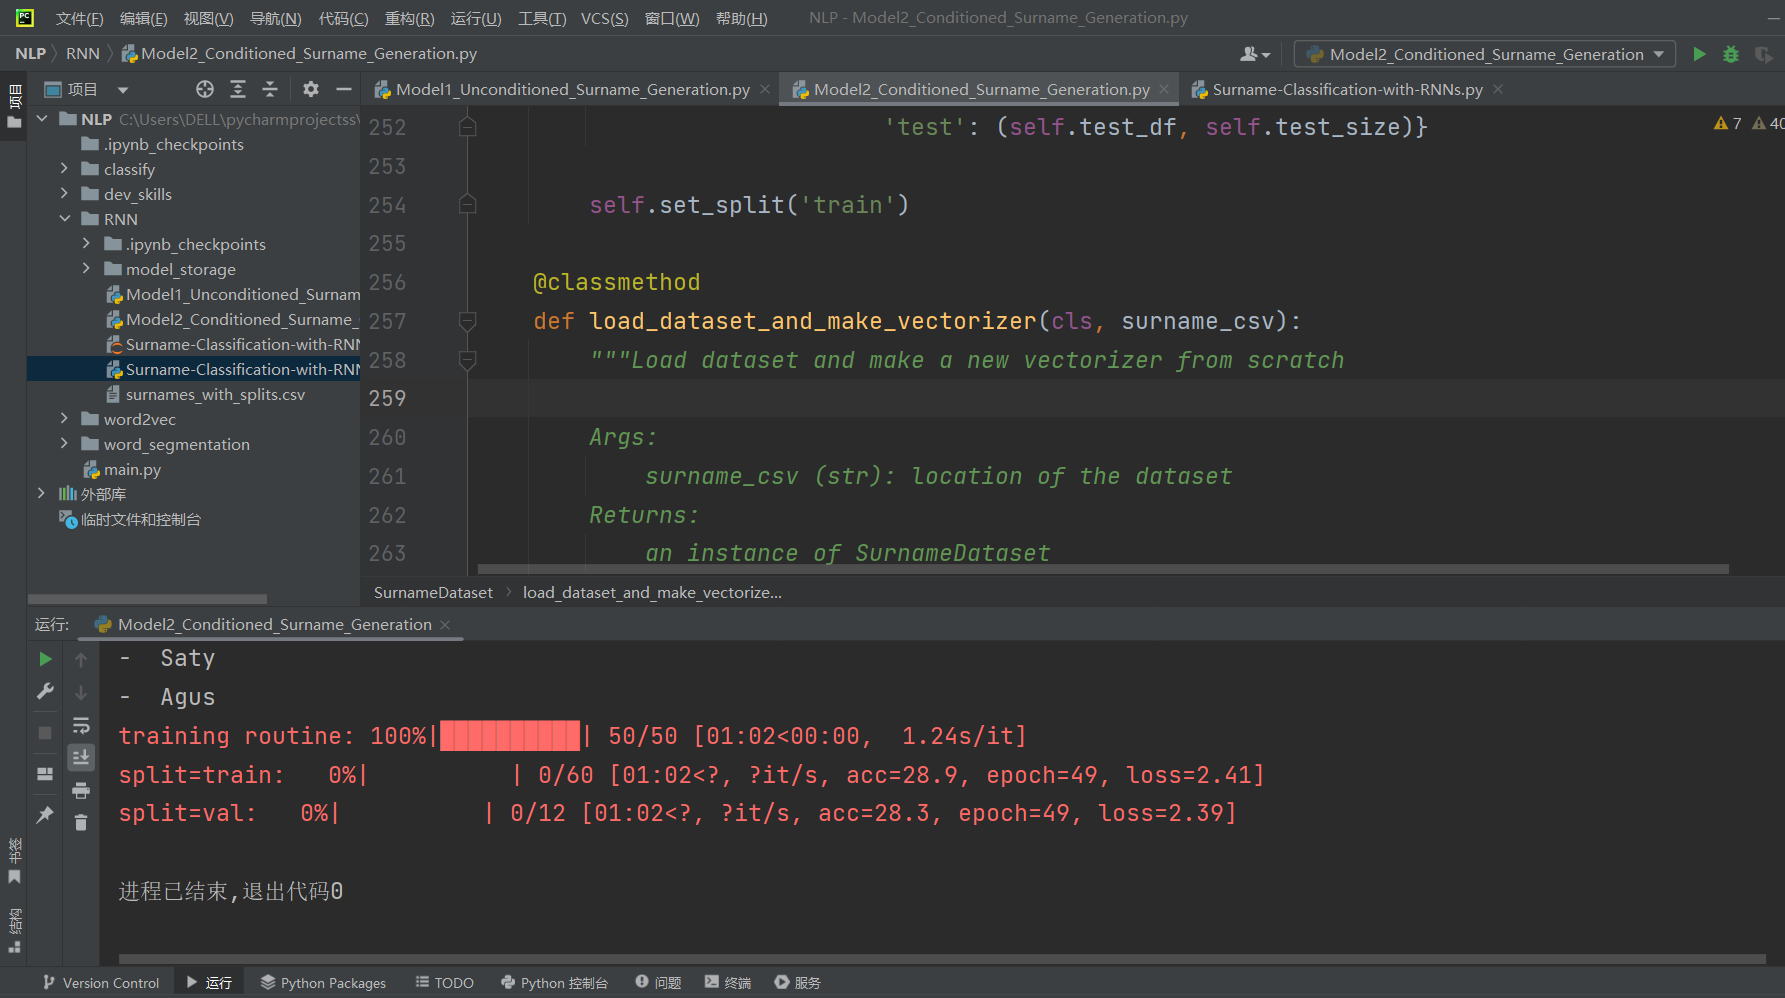 PC 文件(F) 编辑(E) 视图(V) 导航(N) 代码(C) 重构(R) 运行(U) 工具(T) VCS(S) 窗口(W) 帮助(H) NLP - Model2_Conditioned_Surname_Generation.py
NLP RNN Model2_Conditioned_Surname_Generation.py Model2_Conditioned_Surname_Generation
项目
项目
Model1_Unconditioned_Surname_Generation.py Model2_Conditioned_Surname_Generation.py Surname-Classification-with-RNNs.py
NLP C:\Users\DELL\pycharmprojectss\
.ipynb_checkpoints
classify
dev_skills
RNN
.ipynb_checkpoints
model_storage
Model1_Unconditioned_Surnam
Model2_Conditioned_Surname_
Surname-Classification-with-RNN
Surname-Classification-with-RNN
surnames_with_splits.csv
word2vec
word_segmentation
main.py
外部库
临时文件和控制台
7 40
252 'test': (self.test_df, self.test_size)}
253
254 self.set_split('train')
255
256 @classmethod
257 def load_dataset_and_make_vectorizer(cls, surname_csv):
258 """Load dataset and make a new vectorizer from scratch
259
260 Args:
261 surname_csv (str): location of the dataset
262 Returns:
263 an instance of SurnameDataset
SurnameDataset load_dataset_and_make_vectorize...
运行: Model2_Conditioned_Surname_Generation
- Saty
- Agus
training routine: 100%|██████████| 50/50 [01:02<00:00, 1.24s/it]
split=train: 0%| | 0/60 [01:02<?, ?it/s, acc=28.9, epoch=49, loss=2.41]
split=val: 0%| | 0/12 [01:02<?, ?it/s, acc=28.3, epoch=49, loss=2.39]
进程已结束,退出代码0
书签
结构
Version Control 运行 Python Packages TODO Python 控制台 问题 终端 服务